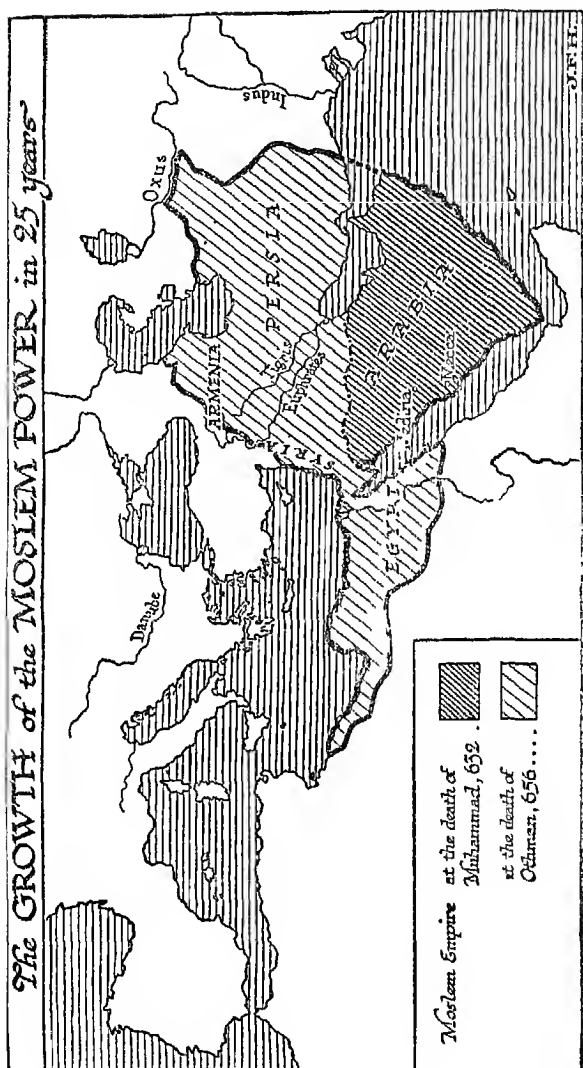 The GROWTH of the MOSLEM POWER in 25 years
Oxus
Indus
Danube
ARMENIA
PERSIA
Tigris
Euphrates
SYRIA
ARABIA
Medina
Mecca
EGYPT
Moslem Empire at the death of
Muhammad, 632 .
at the death of
Othman, 656 ....
J.F.H.